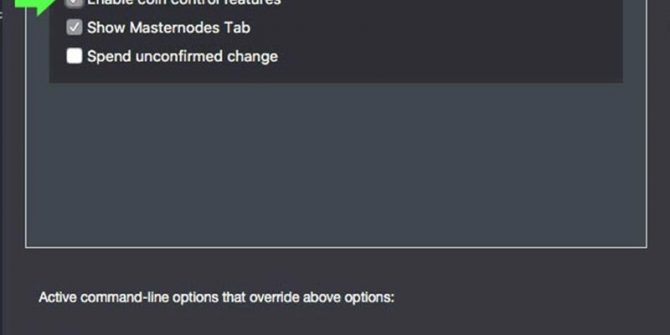 Enable coin control features
Show Masternodes Tab
Spend unconfirmed change
Active command-line options that override above options: